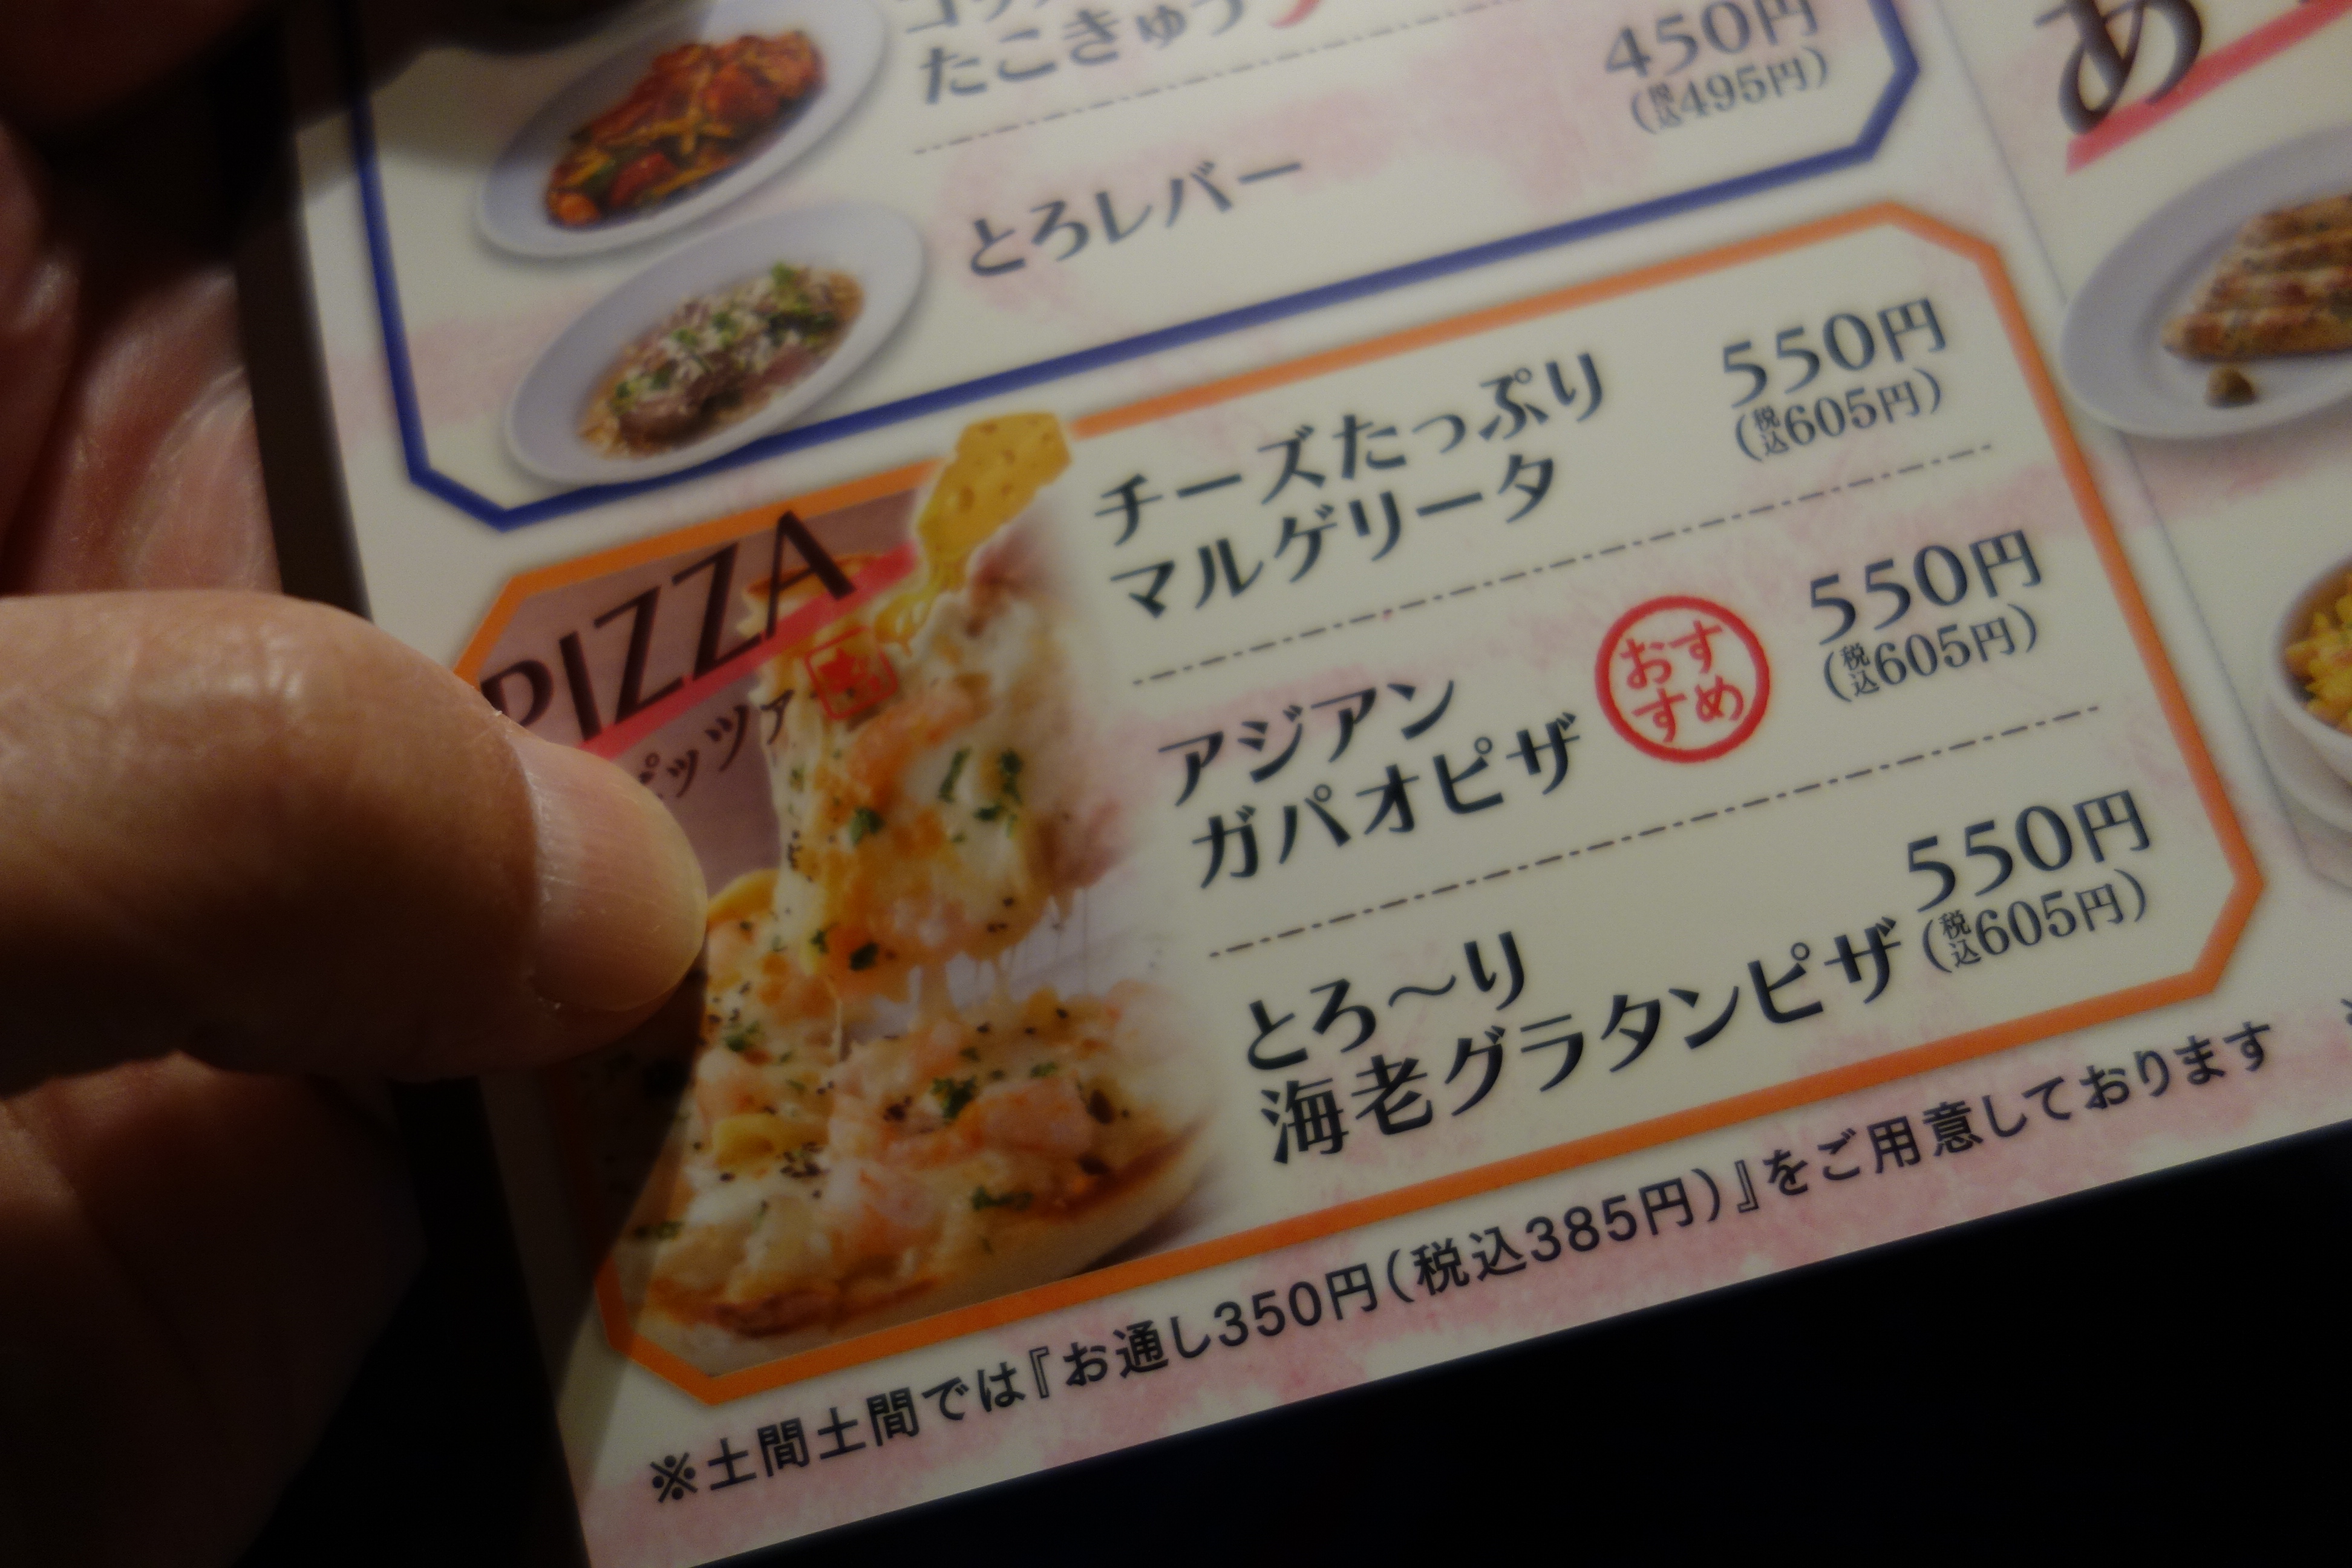 たこきゅう
450円
(税込495円)
とろレバー
あ
PIZZA
ピッツァ
チーズたっぷり
マルゲリータ
550円
(税込605円)
アジアン
ガパオピザ
おす
すめ
550円
(税込605円)
とろ〜り
海老グラタンピザ
550円
(税込605円)
※土間土間では『お通し350円(税込385円)』をご用意しております